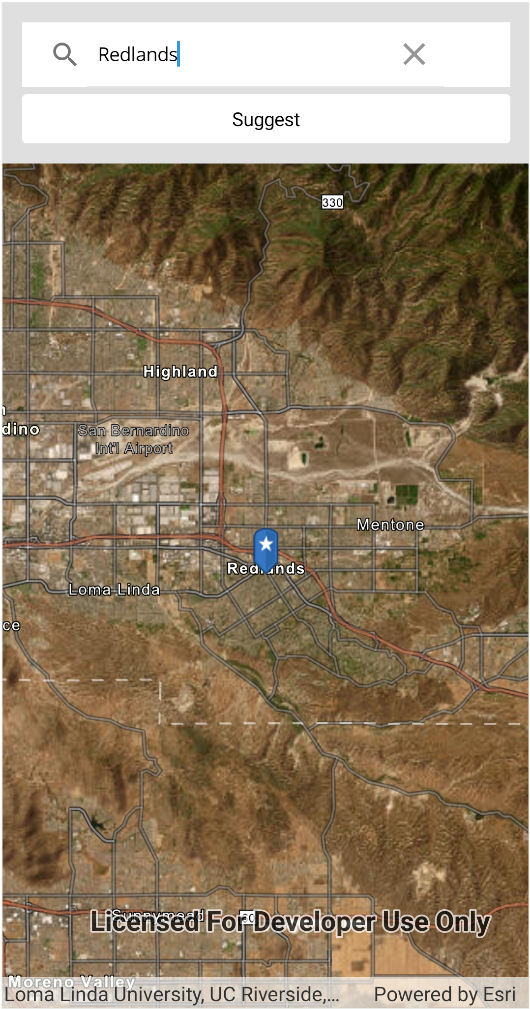 Redlands
Suggest
330
Highland
dino
San Bernardino
Int'l Airport
Mentone
Redlands
Loma Linda
ce
Sunnymead
60
Licensed For Developer Use Only
Moreno Valley
Loma Linda University, UC Riverside,...
Powered by Esri